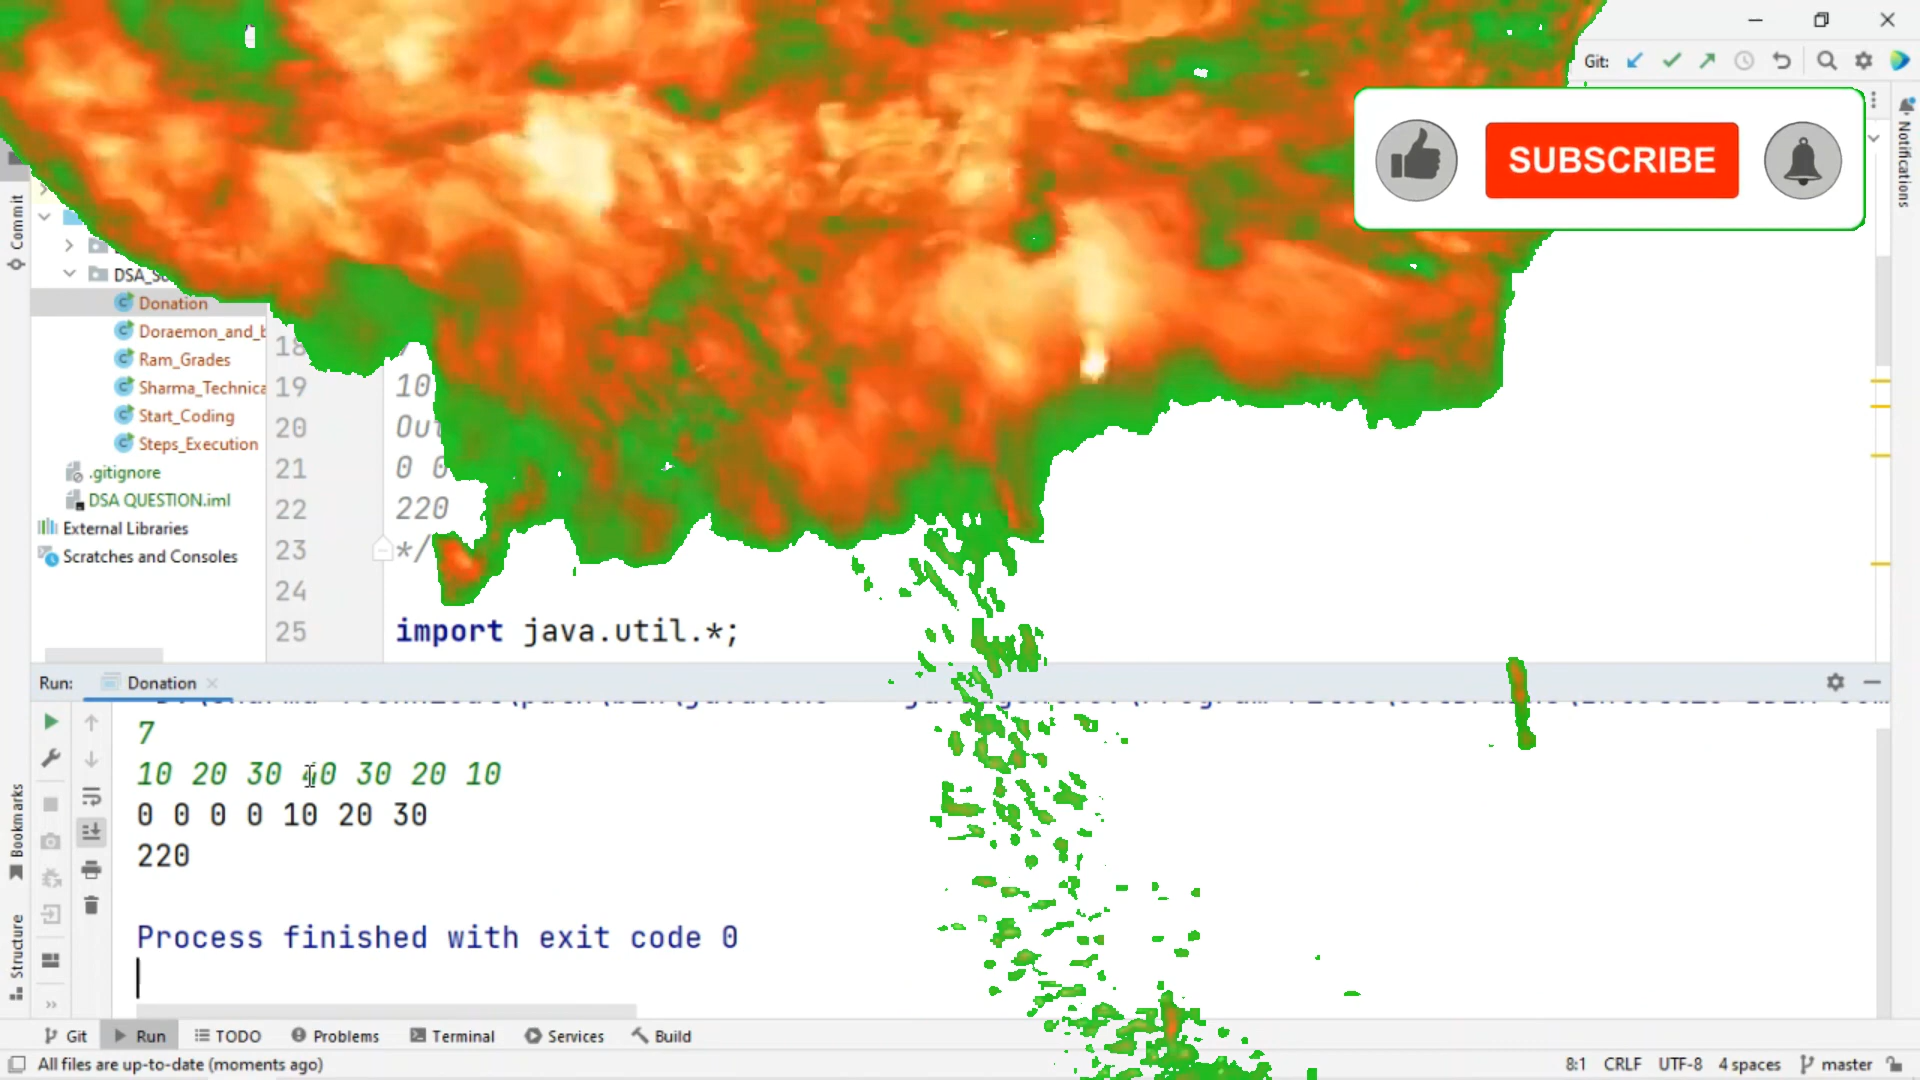 Git:
SUBSCRIBE
Notifications
Commit
Donation
Doraemon_and_b
Ram_Grades
Sharma_Technica
Start_Coding
Steps_Execution
.gitignore
DSA QUESTION.iml
External Libraries
Scratches and Consoles
18
19 10
20
21 0 0
22 220
23 */
24
25 import java.util.*;
Run: Donation
7
10 20 30 40 30 20 10
0 0 0 0 10 20 30
220
Process finished with exit code 0
Bookmarks
Structure
Git Run TODO Problems Terminal Services Build
All files are up-to-date (moments ago) 8:1 CRLF UTF-8 4 spaces master